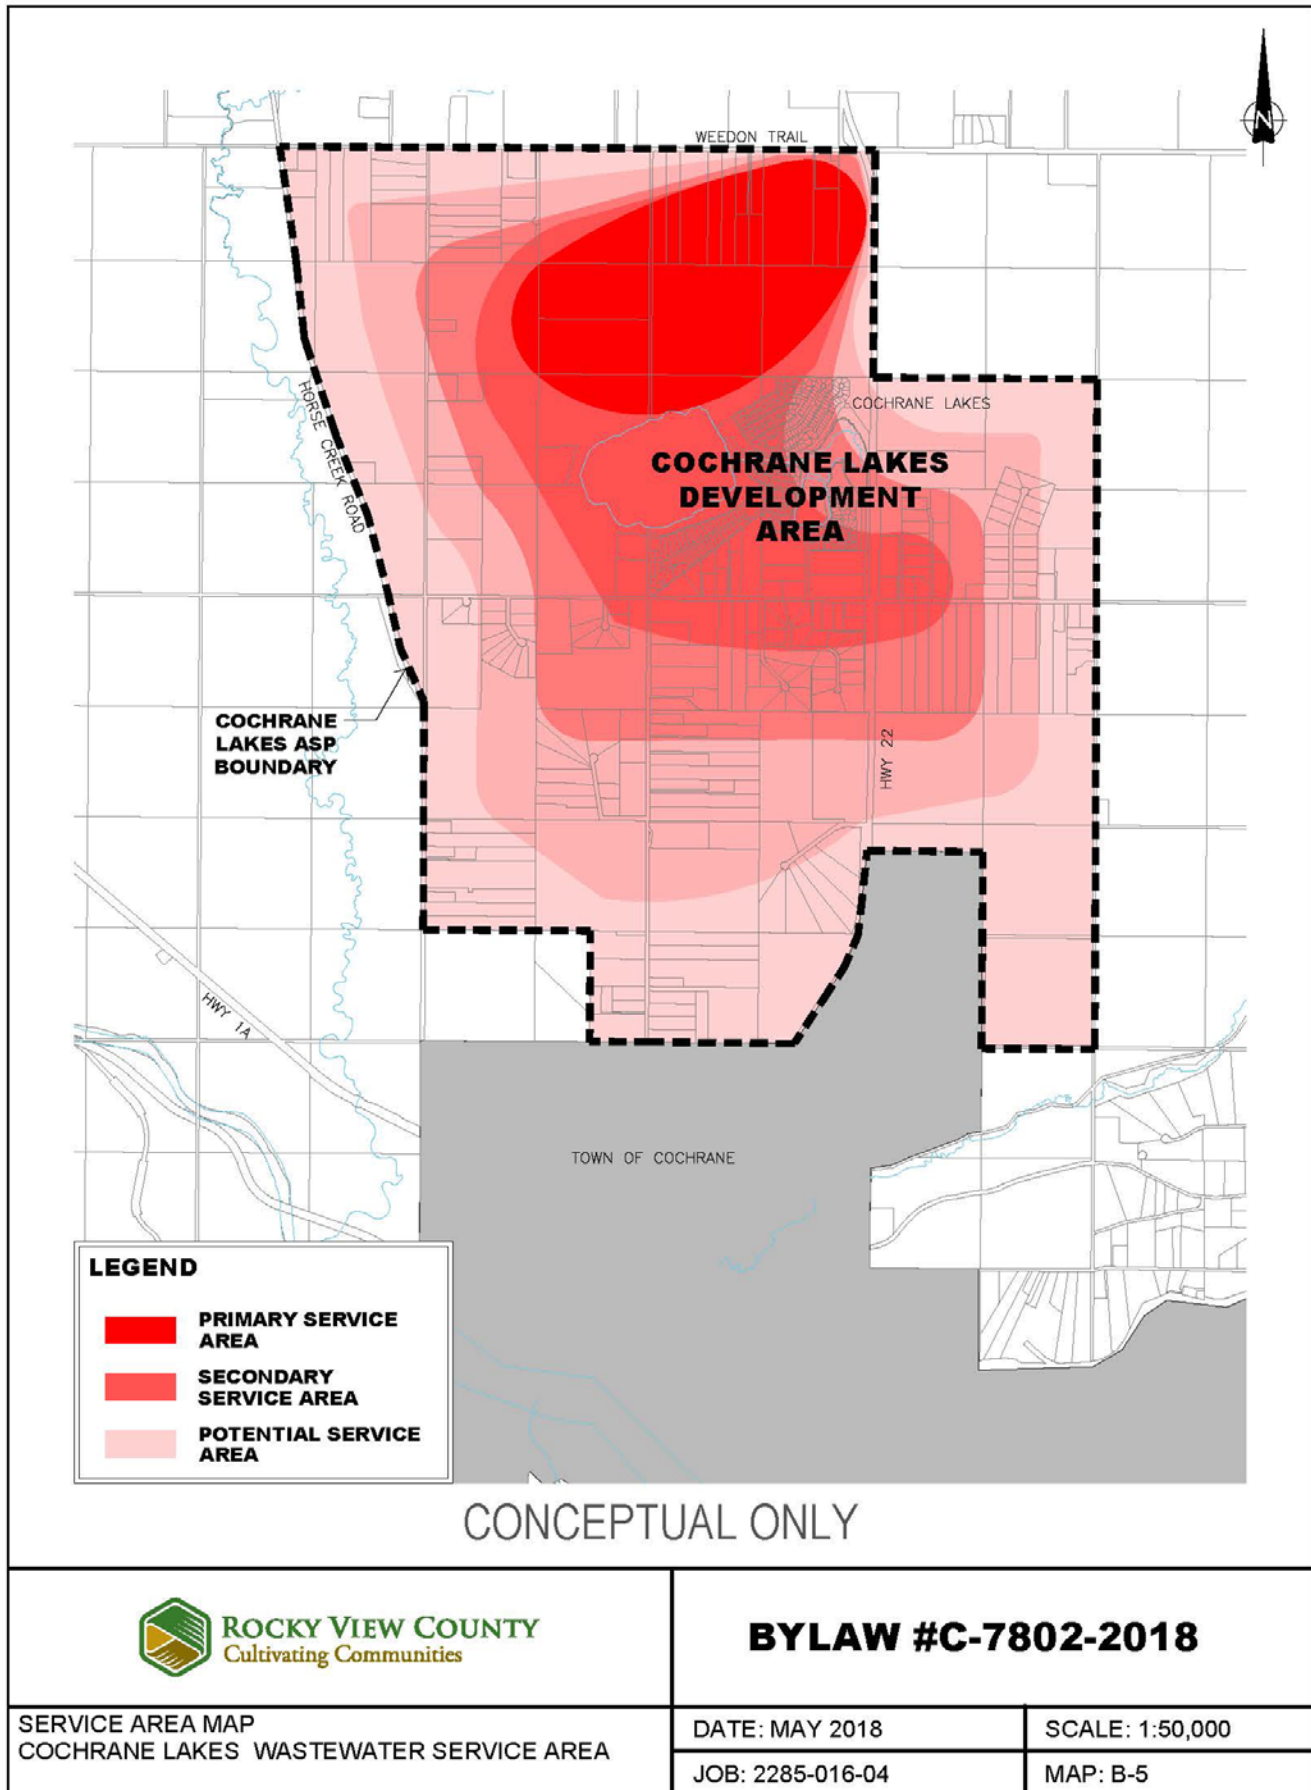 N
WEEDON TRAIL
HORSE CREEK ROAD
COCHRANE LAKES
COCHRANE LAKES
DEVELOPMENT
AREA
COCHRANE
LAKES ASP
BOUNDARY
HWY 22
HWY 1A
TOWN OF COCHRANE
LEGEND
PRIMARY SERVICE
AREA
SECONDARY
SERVICE AREA
POTENTIAL SERVICE
AREA
CONCEPTUAL ONLY
ROCKY VIEW COUNTY
Cultivating Communities
BYLAW #C-7802-2018
SERVICE AREA MAP
COCHRANE LAKES WASTEWATER SERVICE AREA
DATE: MAY 2018
SCALE: 1:50,000
JOB: 2285-016-04
MAP: B-5